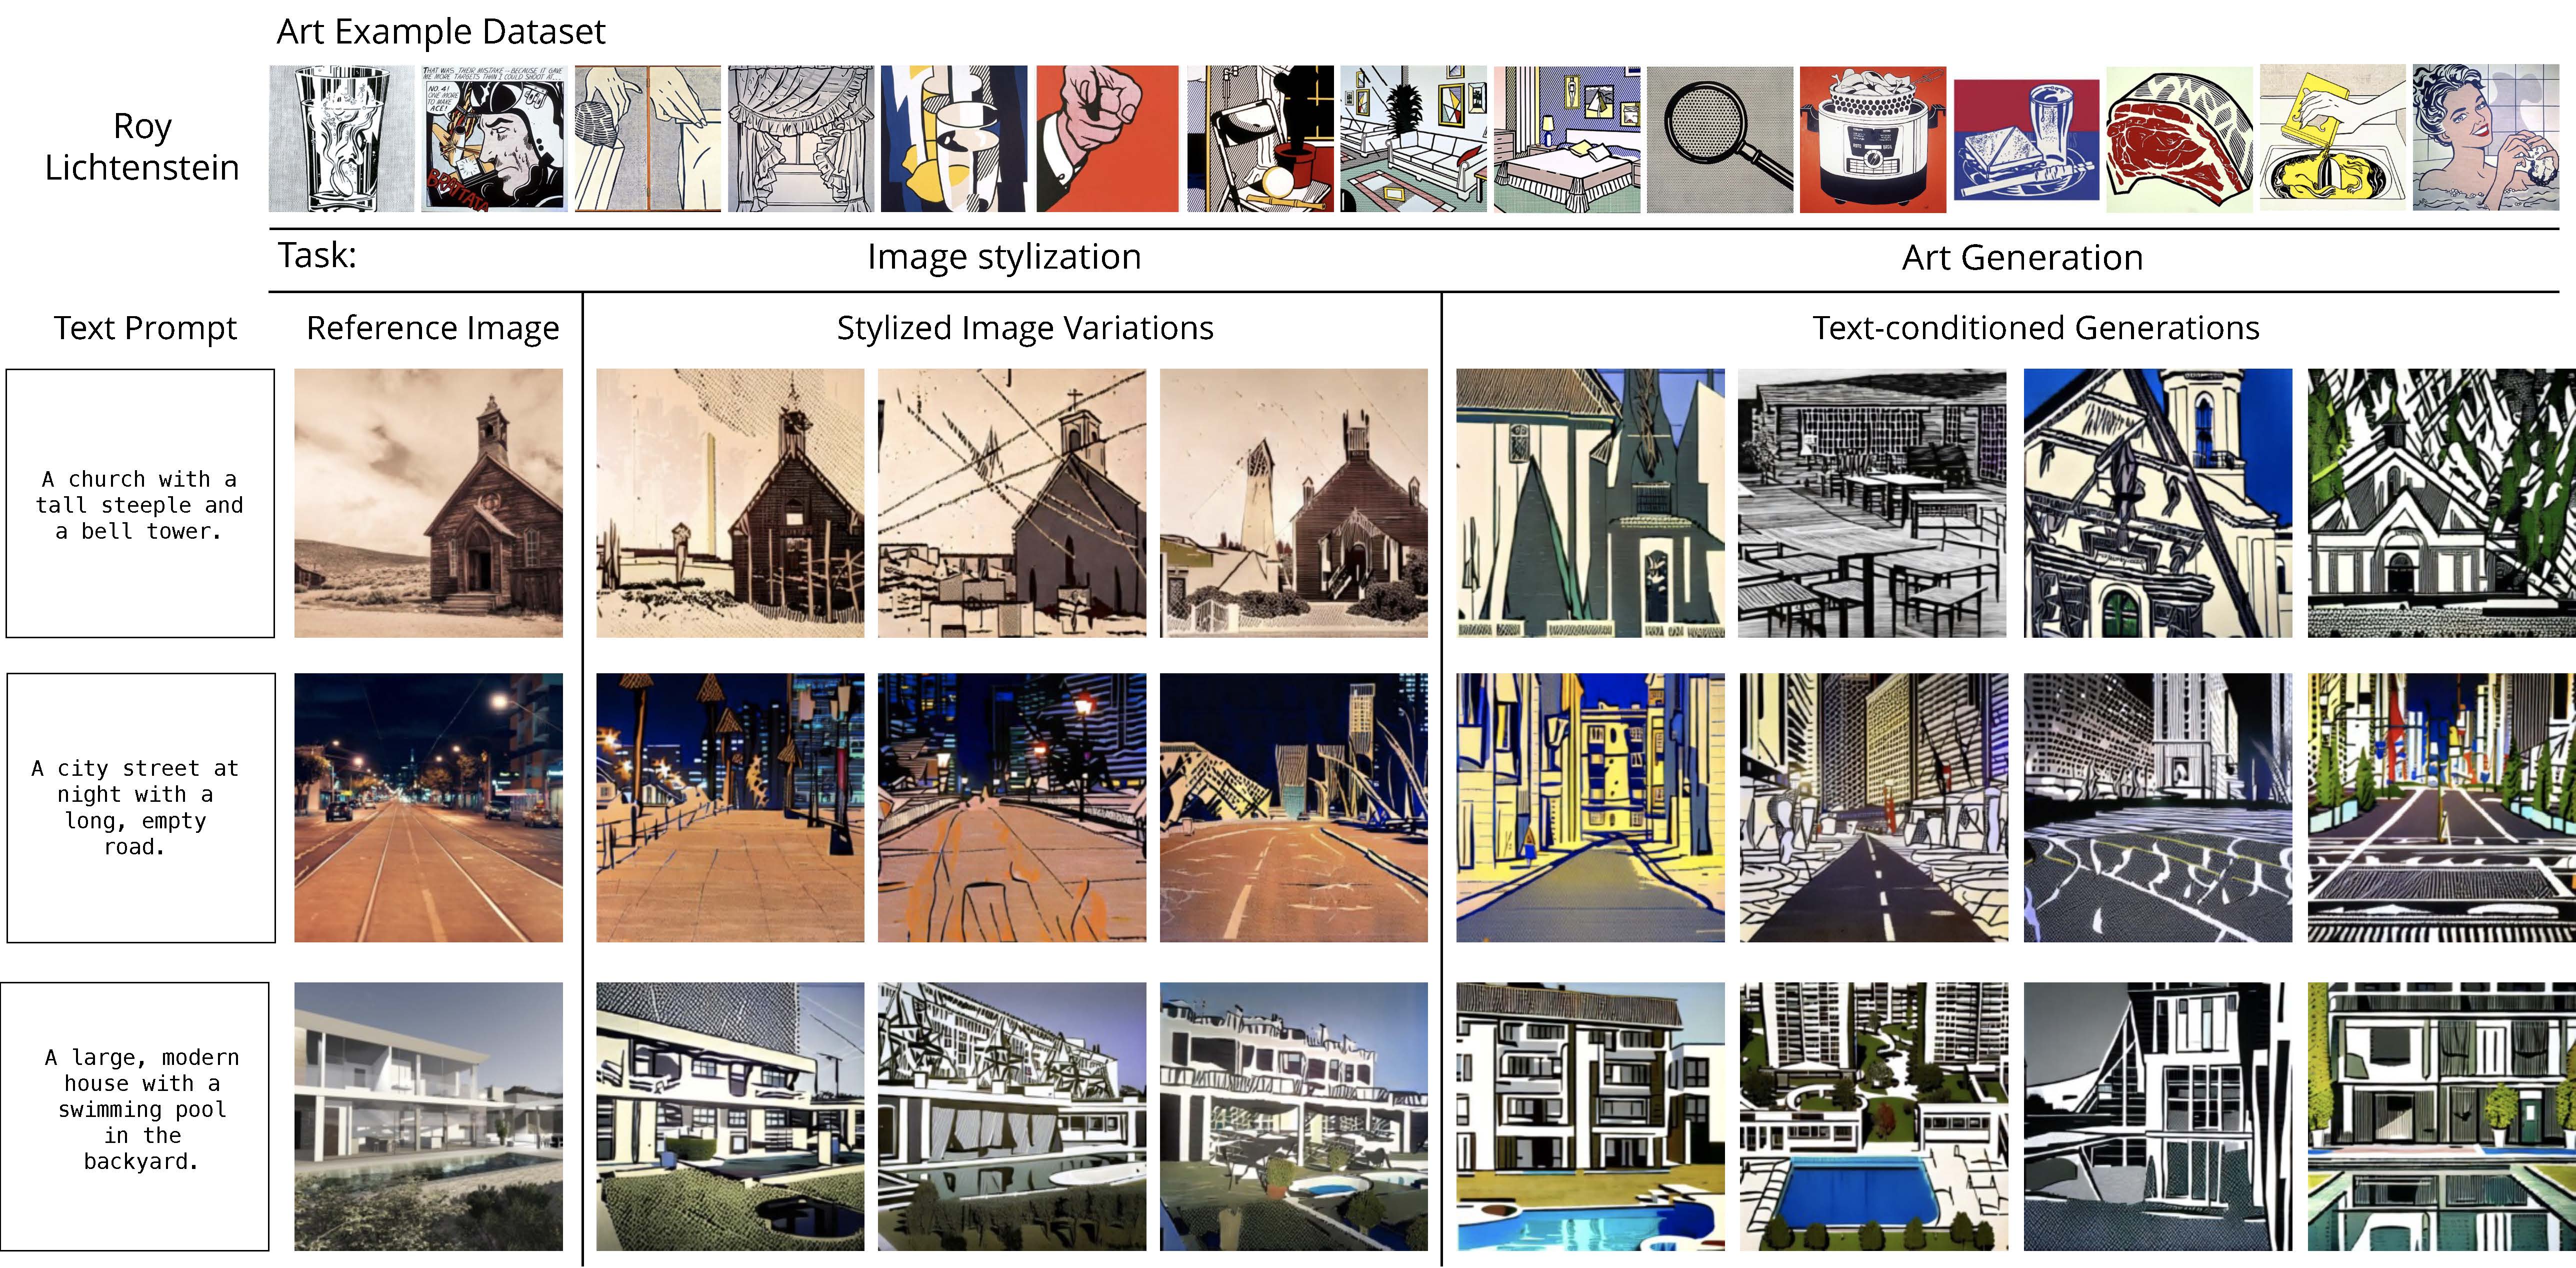 Art Example Dataset
Roy
Lichtenstein
THAT WAS THEIR MISTAKE--BECAUSE IT GAVE
ME MORE TARGETS THAN I COULD SHOOT AT...
NO. 4!
ONE MORE
TO MAKE
ACE!
BRATTATA
Task:
Image stylization
Art Generation
Text Prompt
Reference Image
Stylized Image Variations
Text-conditioned Generations
A church with a
tall steeple and
a bell tower.
A city street at
night with a
long, empty
road.
A large, modern
house with a
swimming pool
in the
backyard.